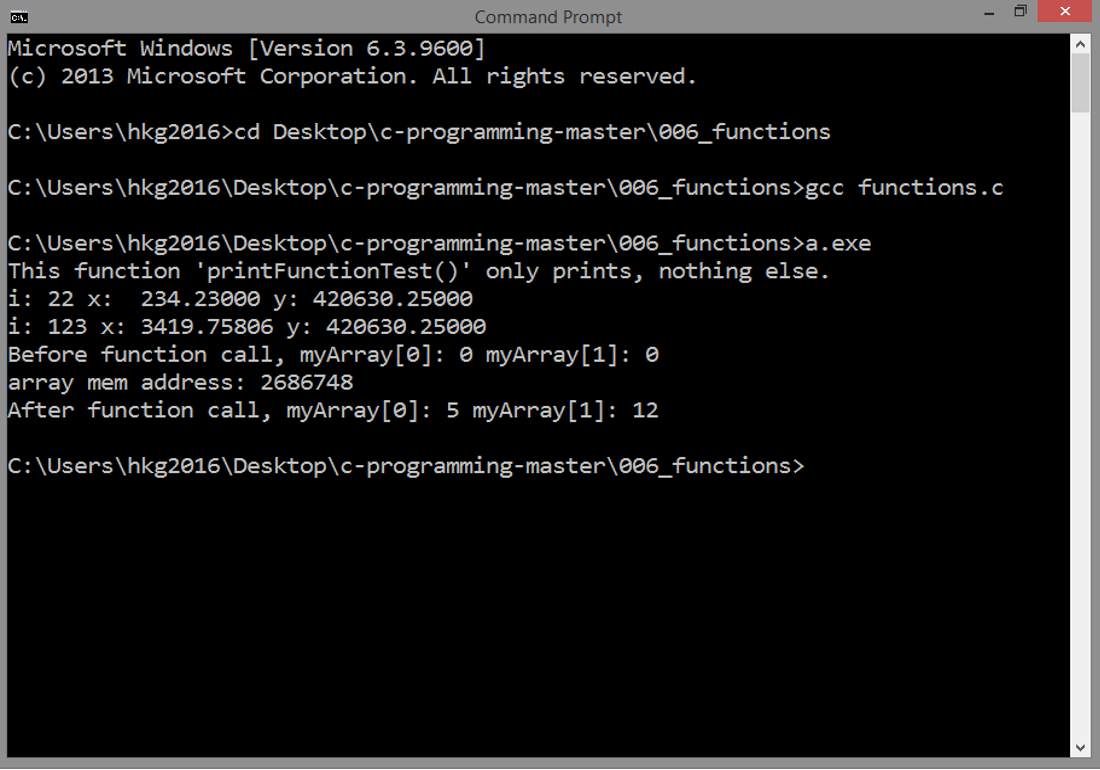 Command Prompt
Microsoft Windows [Version 6.3.9600]
(c) 2013 Microsoft Corporation. All rights reserved.
C:\Users\hkg2016>cd Desktop\c-programming-master\006_functions
C:\Users\hkg2016\Desktop\c-programming-master\006_functions>gcc functions.c
C:\Users\hkg2016\Desktop\c-programming-master\006_functions>a.exe
This function 'printFunctionTest()' only prints, nothing else.
i: 22 x:  234.23000 y: 420630.25000
i: 123 x: 3419.75806 y: 420630.25000
Before function call, myArray[0]: 0 myArray[1]: 0
array mem address: 2686748
After function call, myArray[0]: 5 myArray[1]: 12
C:\Users\hkg2016\Desktop\c-programming-master\006_functions>